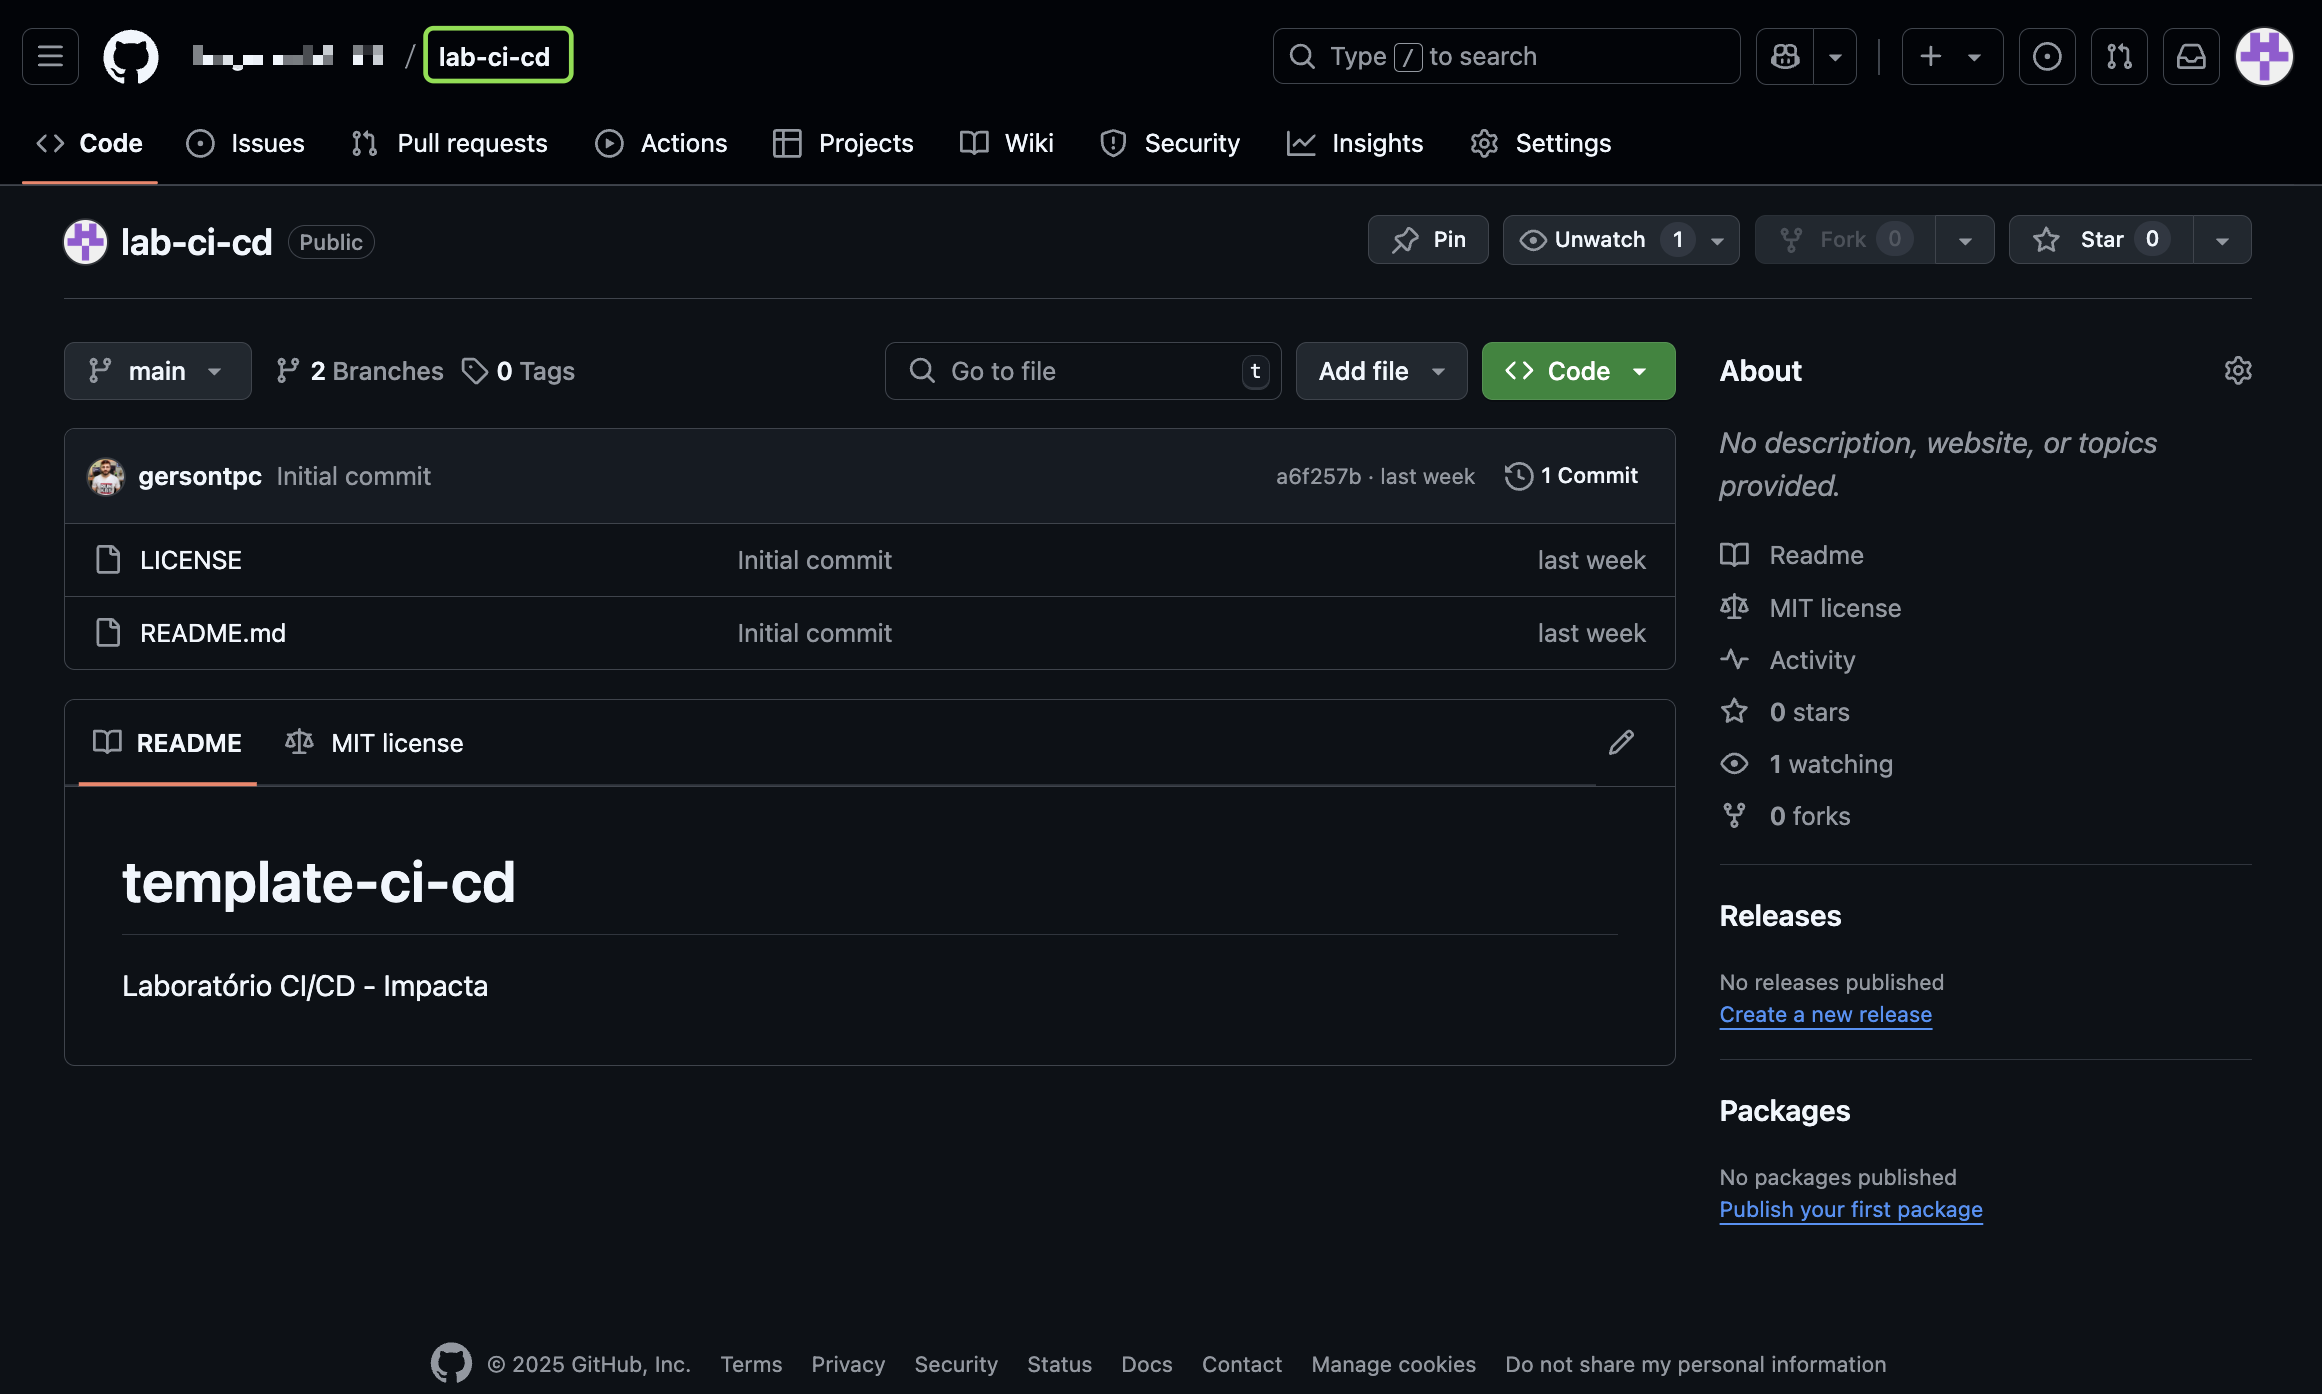 / lab-ci-cd
Type / to search
Code Issues Pull requests Actions Projects Wiki Security Insights Settings
lab-ci-cd Public
Pin Unwatch 1 Fork 0 Star 0
main 2 Branches 0 Tags Go to file t Add file Code
gersontpc Initial commit a6f257b · last week 1 Commit
LICENSE Initial commit last week
README.md Initial commit last week
README MIT license
template-ci-cd
Laboratório CI/CD - Impacta
About
No description, website, or topics
provided.
Readme
MIT license
Activity
0 stars
1 watching
0 forks
Releases
No releases published
Create a new release
Packages
No packages published
Publish your first package
© 2025 GitHub, Inc. Terms Privacy Security Status Docs Contact Manage cookies Do not share my personal information